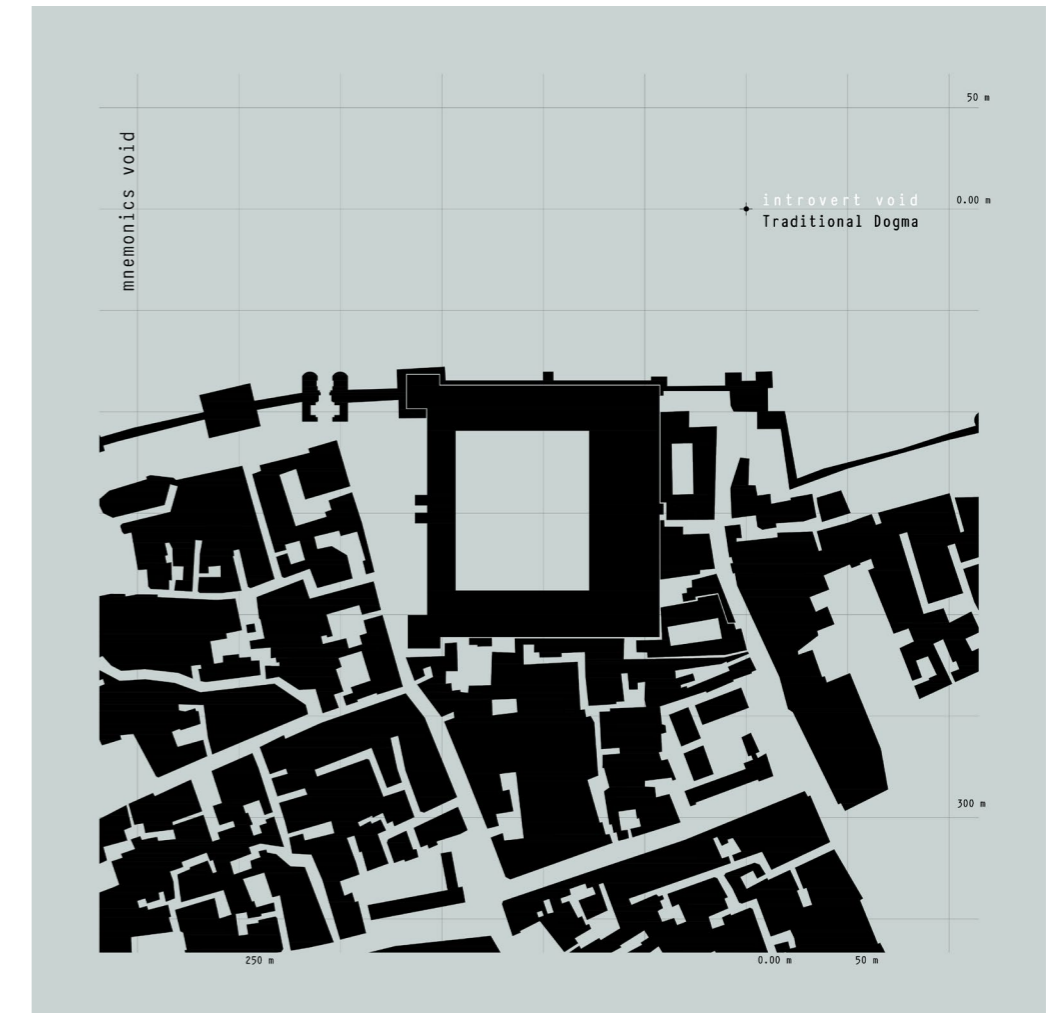 50 m
mnemonics void
introvert void
0.00 m
Traditional Dogma
300 m
250 m
0.00 m
50 m